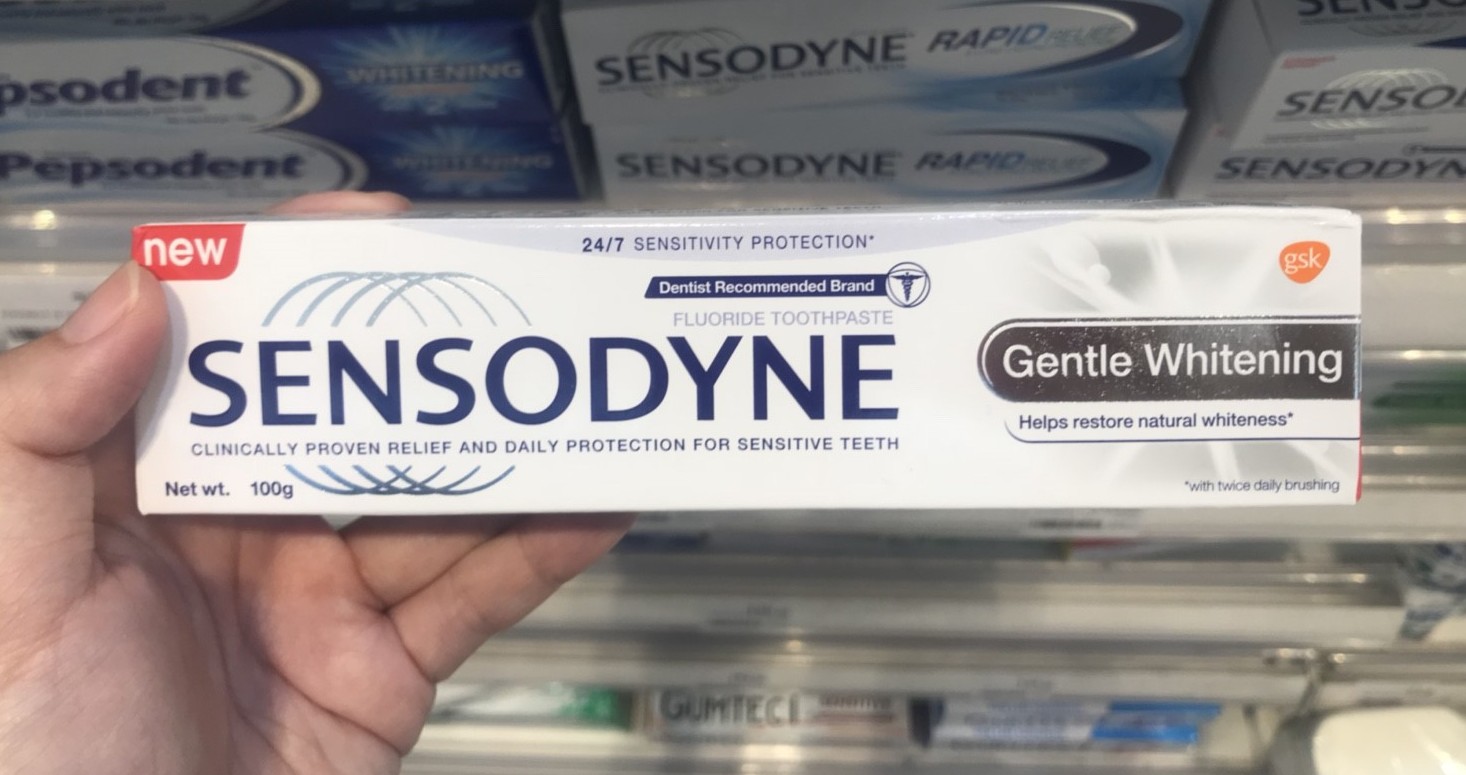 psodent WHITENING
Pepsodent WHITENING
SENSODYNE RAPID RELIEF
SENSODYNE RAPID RELIEF
SENSO
SENSODYN
new
24/7 SENSITIVITY PROTECTION*
gsk
Dentist Recommended Brand
FLUORIDE TOOTHPASTE
SENSODYNE
Gentle Whitening
Helps restore natural whiteness*
CLINICALLY PROVEN RELIEF AND DAILY PROTECTION FOR SENSITIVE TEETH
Net wt. 100g
*with twice daily brushing